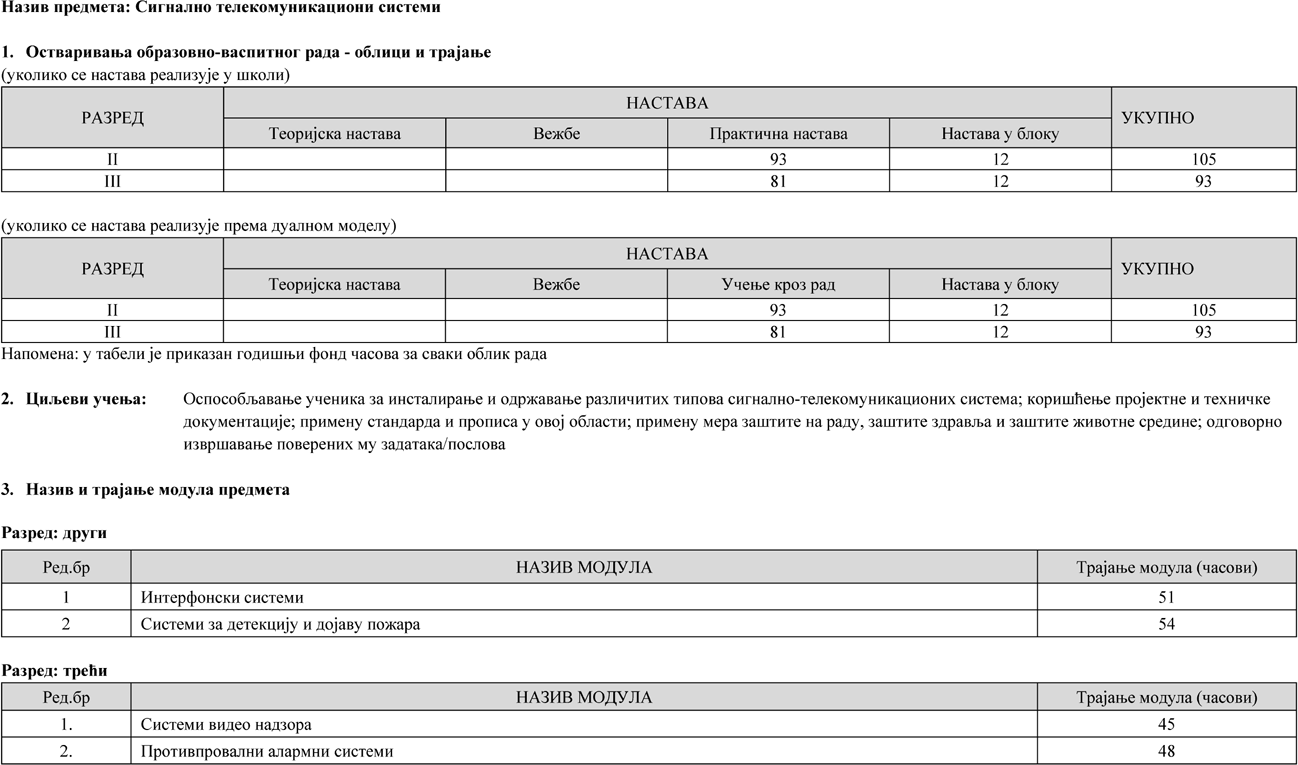 Назив предмета: Сигнално телекомуникациони системи
1. Остваривања образовно-васпитног рада - облици и трајање
(уколико се настава реализује у школи)
РАЗРЕД НАСТАВА УКУПНО
Теоријска настава Вежбе Практична настава Настава у блоку
II 93 12 105
III 81 12 93
(уколико се настава реализује према дуалном моделу)
РАЗРЕД НАСТАВА УКУПНО
Теоријска настава Вежбе Учење кроз рад Настава у блоку
II 93 12 105
III 81 12 93
Напомена: у табели је приказан годишњи фонд часова за сваки облик рада
2. Циљеви учења: Оспособљавање ученика за инсталирање и одржавање различитих типова сигнално-телекомуникационих система; коришћење пројектне и техничке
документације; примену стандарда и прописа у овој области; примену мера заштите на раду, заштите здравља и заштите животне средине; одговорно
извршавање поверених му задатака/послова
3. Назив и трајање модула предмета
Разред: други
Ред.бр НАЗИВ МОДУЛА Трајање модула (часови)
1 Интерфонски системи 51
2 Системи за детекцију и дојаву пожара 54
Разред: трећи
Ред.бр НАЗИВ МОДУЛА Трајање модула (часови)
1. Системи видео надзора 45
2. Противпровални алармни системи 48